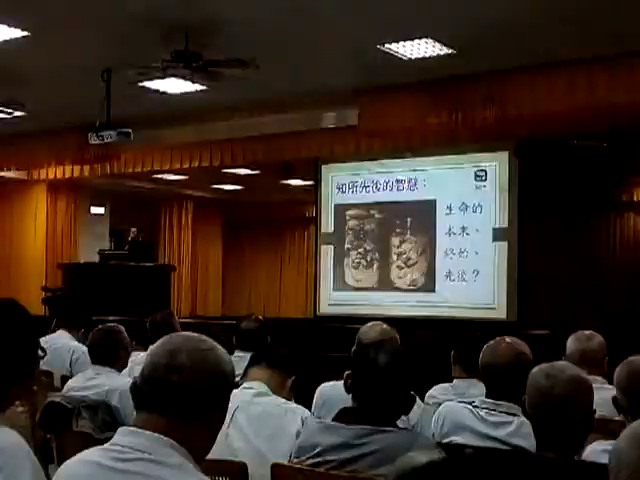 知所先後的智慧：
生命的
本末、
終始、
先後？